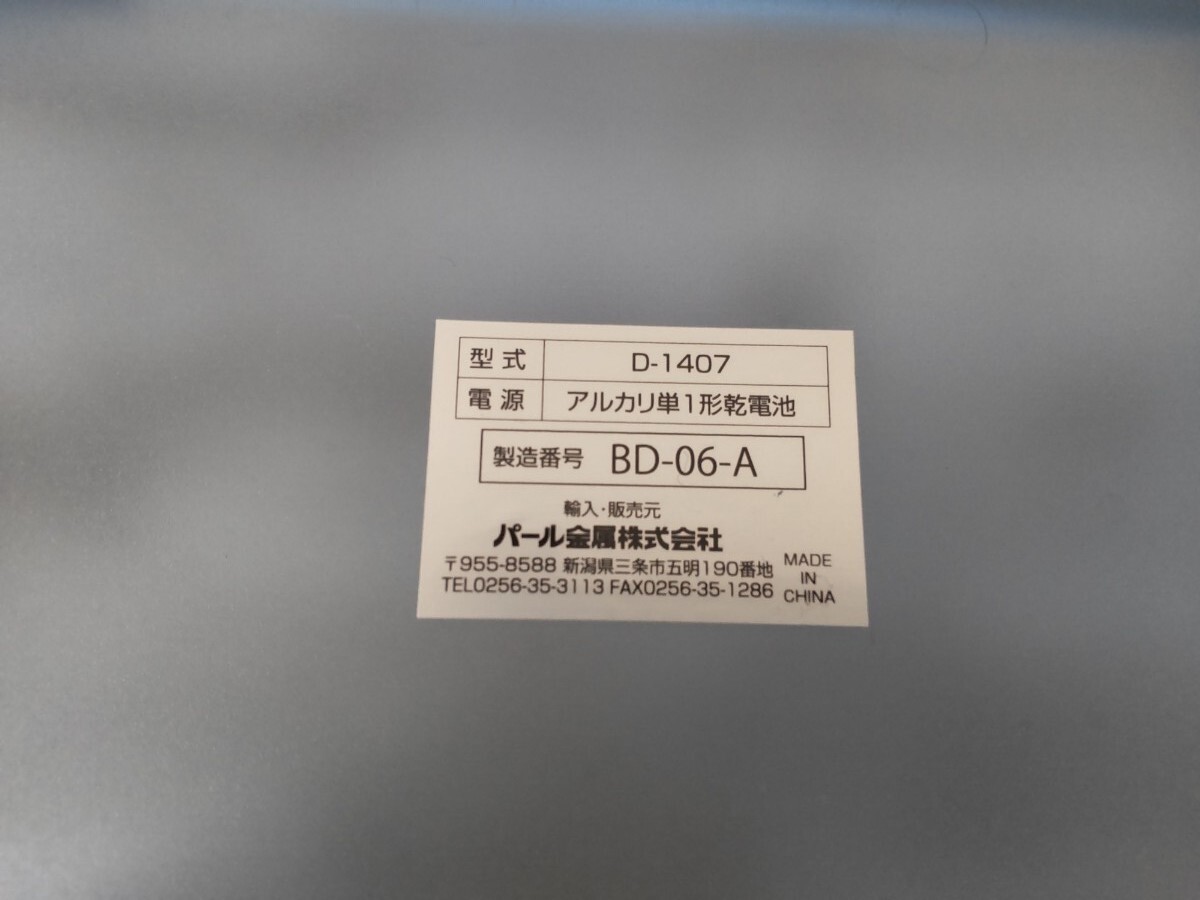 型式 D-1407
電源 アルカリ単1形乾電池
製造番号 BD-06-A
輸入・販売元
パール金属株式会社
〒955-8588 新潟県三条市五明190番地
TEL0256-35-3113 FAX0256-35-1286
MADE
IN
CHINA